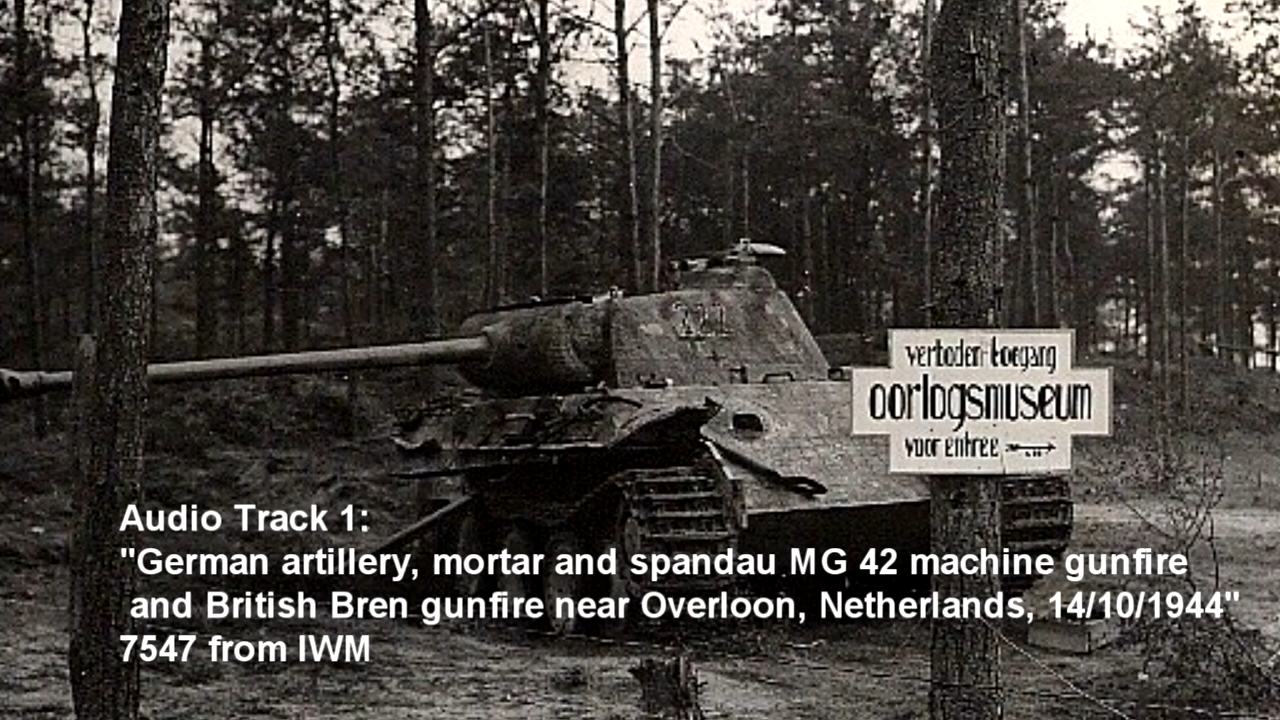 verboden toegang
oorlogsmuseum
voor entree
Audio Track 1:
"German artillery, mortar and spandau MG 42 machine gunfire
and British Bren gunfire near Overloon, Netherlands, 14/10/1944"
7547 from IWM